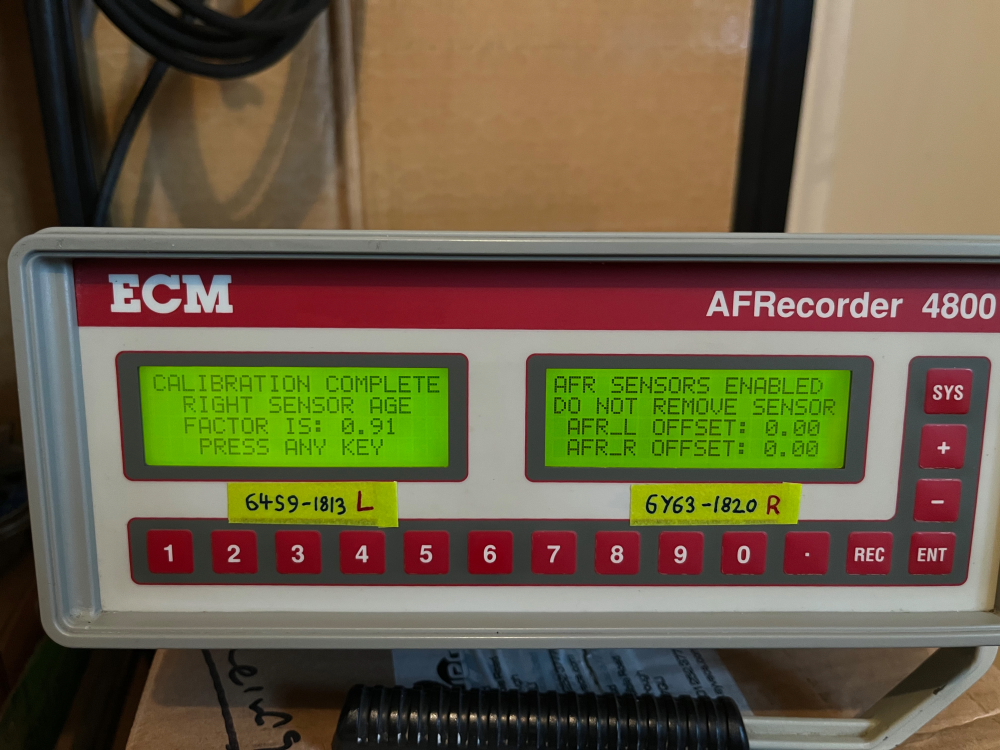 ECM
AFRecorder 4800
CALIBRATION COMPLETE
RIGHT SENSOR AGE
FACTOR IS: 0.91
PRESS ANY KEY
AFR SENSORS ENABLED
DO NOT REMOVE SENSOR
AFR_L OFFSET: 0.00
AFR_R OFFSET: 0.00
SYS
+
-
64S9-1813 L
6Y63-1820 R
1 2 3 4 5 6 7 8 9 0 . REC ENT